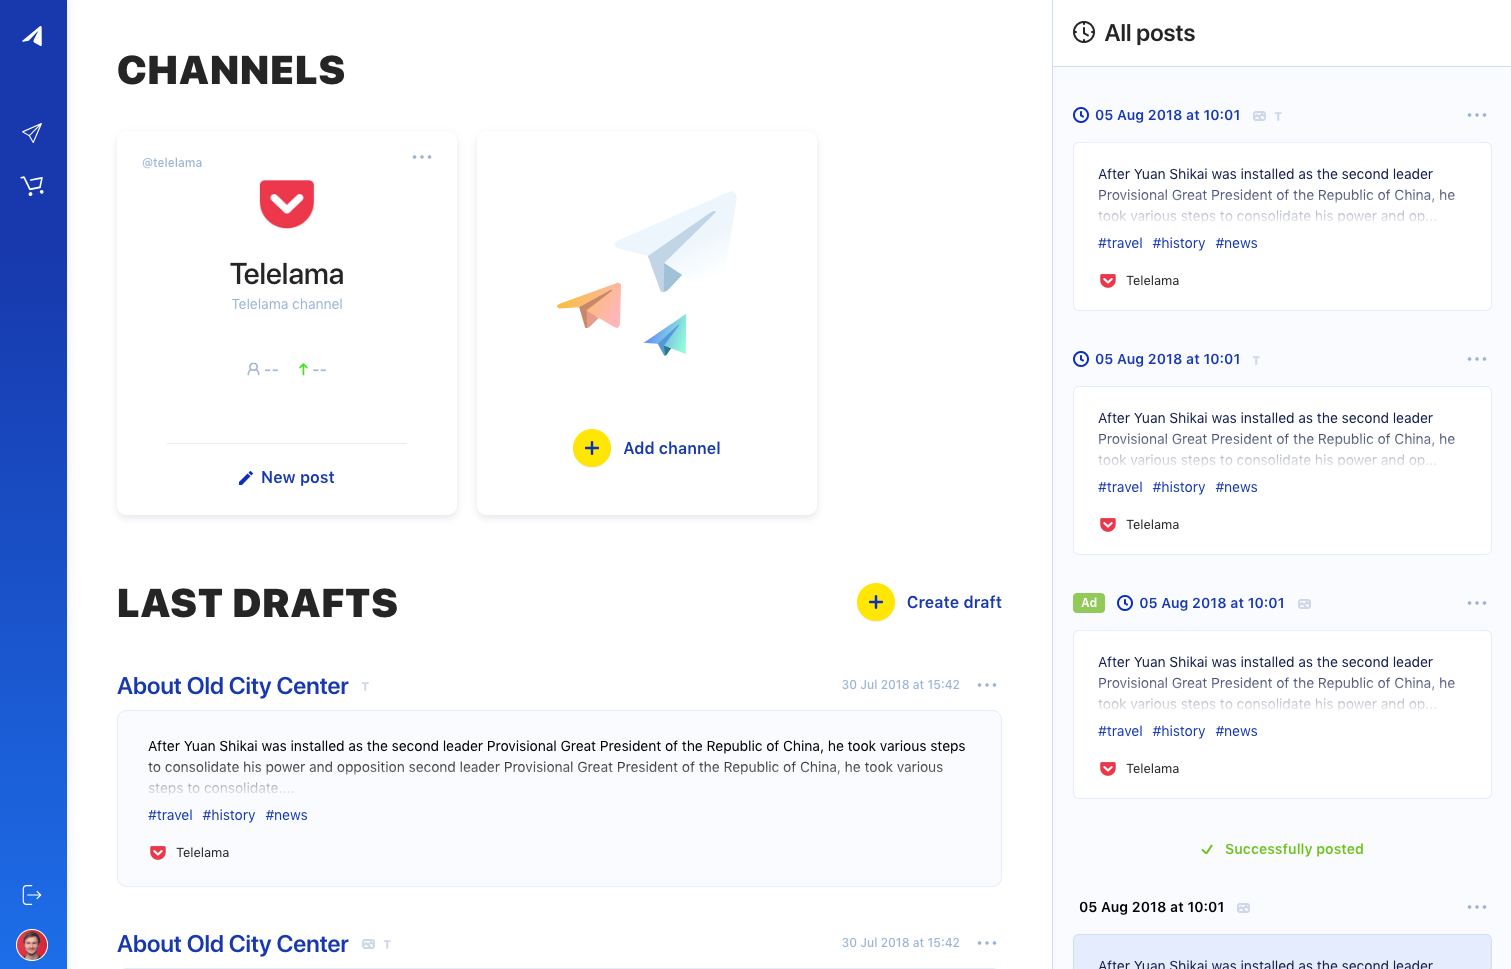 CHANNELS
@telelama
Telelama
Telelama channel
-- --
New post
Add channel
LAST DRAFTS
Create draft
About Old City Center T
30 Jul 2018 at 15:42
After Yuan Shikai was installed as the second leader Provisional Great President of the Republic of China, he took various steps
to consolidate his power and opposition second leader Provisional Great President of the Republic of China, he took various
steps to consolidate....
#travel #history #news
Telelama
About Old City Center T
30 Jul 2018 at 15:42
All posts
05 Aug 2018 at 10:01 T
After Yuan Shikai was installed as the second leader
Provisional Great President of the Republic of China, he
took various steps to consolidate his power and op...
#travel #history #news
Telelama
05 Aug 2018 at 10:01 T
After Yuan Shikai was installed as the second leader
Provisional Great President of the Republic of China, he
took various steps to consolidate his power and op...
#travel #history #news
Telelama
Ad 05 Aug 2018 at 10:01
After Yuan Shikai was installed as the second leader
Provisional Great President of the Republic of China, he
took various steps to consolidate his power and op...
#travel #history #news
Telelama
Successfully posted
05 Aug 2018 at 10:01
After Yuan Shikai was installed as the second leader